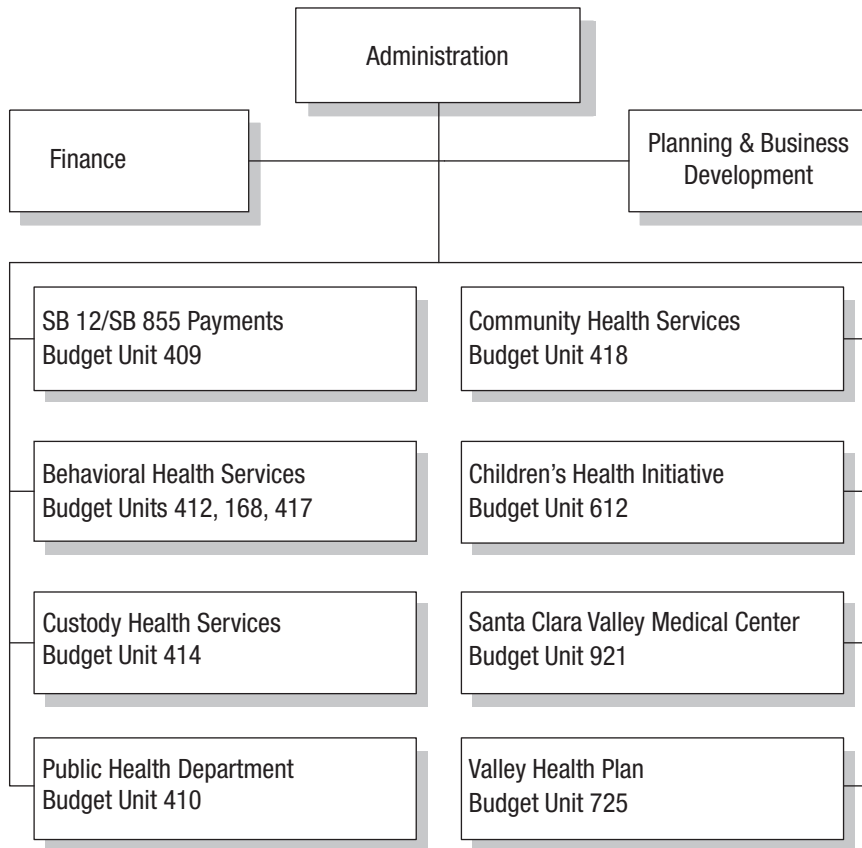 Administration
Finance
Planning & Business
Development
SB 12/SB 855 Payments
Budget Unit 409
Community Health Services
Budget Unit 418
Behavioral Health Services
Budget Units 412, 168, 417
Children’s Health Initiative
Budget Unit 612
Custody Health Services
Budget Unit 414
Santa Clara Valley Medical Center
Budget Unit 921
Public Health Department
Budget Unit 410
Valley Health Plan
Budget Unit 725